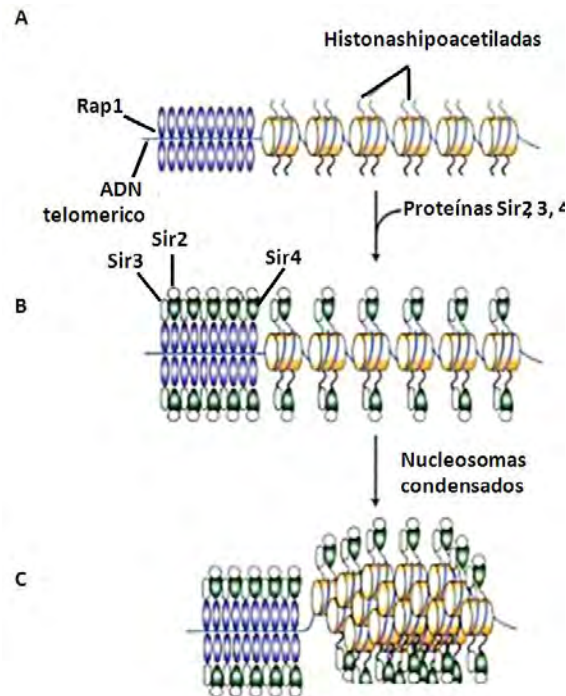 A
Histonashipoacetiladas
Rap1
ADN
telomerico
Proteínas Sir2, 3, 4
Sir2
Sir3
Sir4
B
Nucleosomas
condensados
C